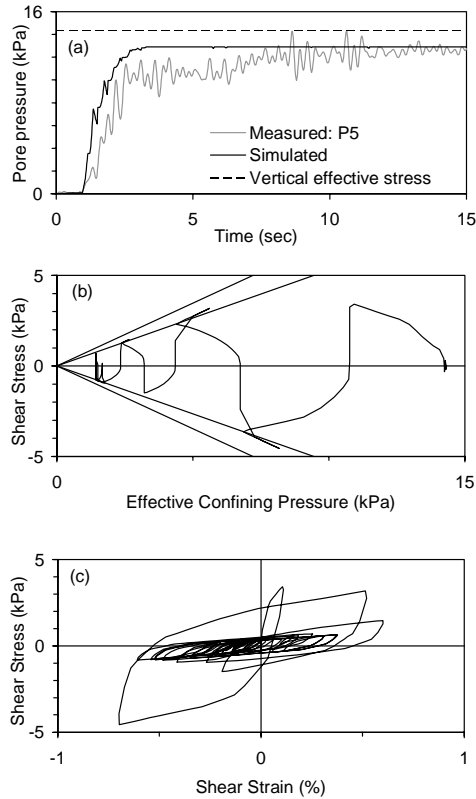 16
(a)
Pore pressure (kPa)
Measured: P5
Simulated
Vertical effective stress
0
0 5 10 15
Time (sec)
5
(b)
Shear Stress (kPa)
0
-5
0 15
Effective Confining Pressure (kPa)
5
(c)
Shear Stress (kPa)
0
-5
-1 0 1
Shear Strain (%)